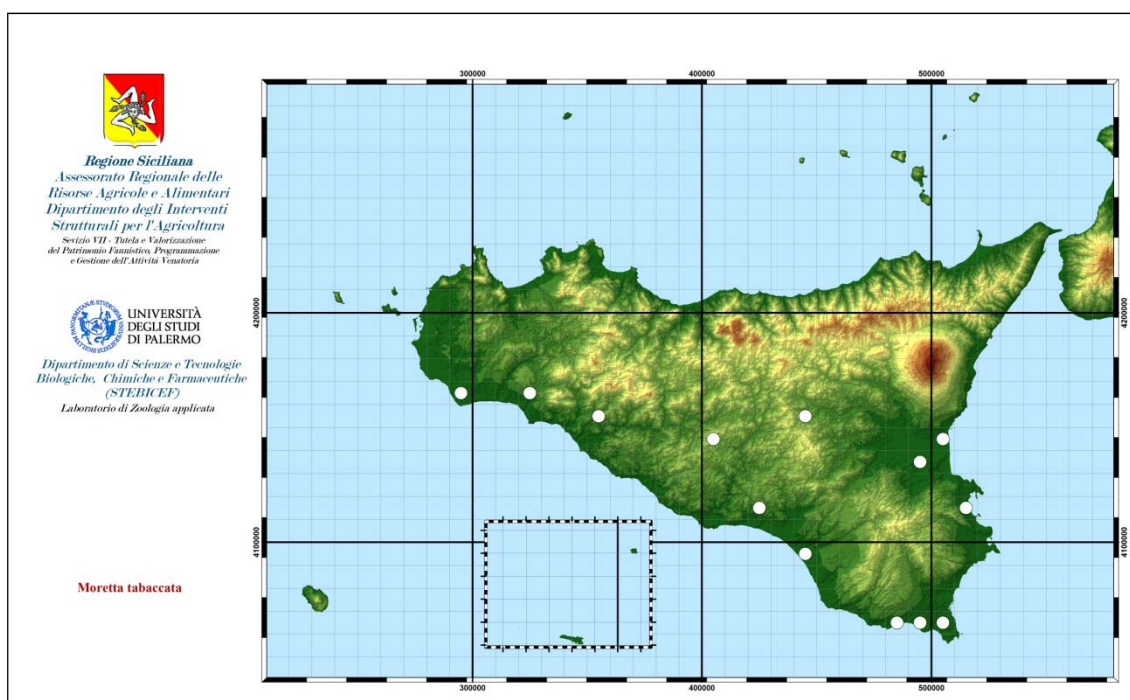 Regione Siciliana
Assessorato Regionale delle
Risorse Agricole e Alimentari
Dipartimento degli Interventi
Strutturali per l'Agricoltura
Sevizio VII - Tutela e Valorizzazione
del Patrimonio Faunistico, Programmazione
e Gestione dell'Attività Venatoria
UNIVERSITÀ
DEGLI STUDI
DI PALERMO
Dipartimento di Scienze e Tecnologie
Biologiche, Chimiche e Farmaceutiche
(STEBICEF)
Laboratorio di Zoologia applicata
Moretta tabaccata
300000
400000
500000
4200000
4200000
4100000
4100000
300000
400000
500000